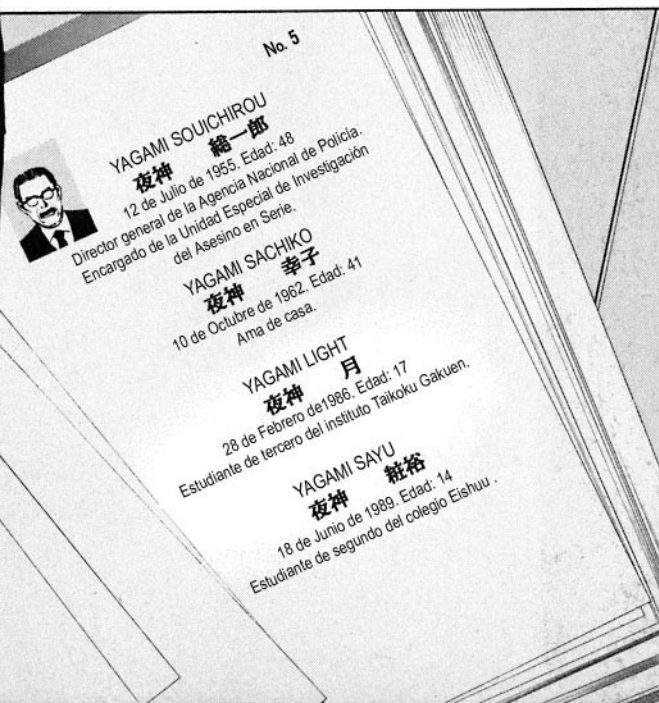 No. 5
YAGAMI SOUICHIROU
夜神 総一郎
12 de Julio de 1955. Edad: 48
Director general de la Agencia Nacional de Policía.
Encargado de la Unidad Especial de Investigación
del Asesino en Serie.
YAGAMI SACHIKO
夜神 幸子
10 de Octubre de 1962. Edad: 41
Ama de casa.
YAGAMI LIGHT
夜神 月
28 de Febrero de1986. Edad: 17
Estudiante de tercero del instituto Taikoku Gakuen.
YAGAMI SAYU
夜神 粧裕
18 de Junio de 1989. Edad: 14
Estudiante de segundo del colegio Eishuu .